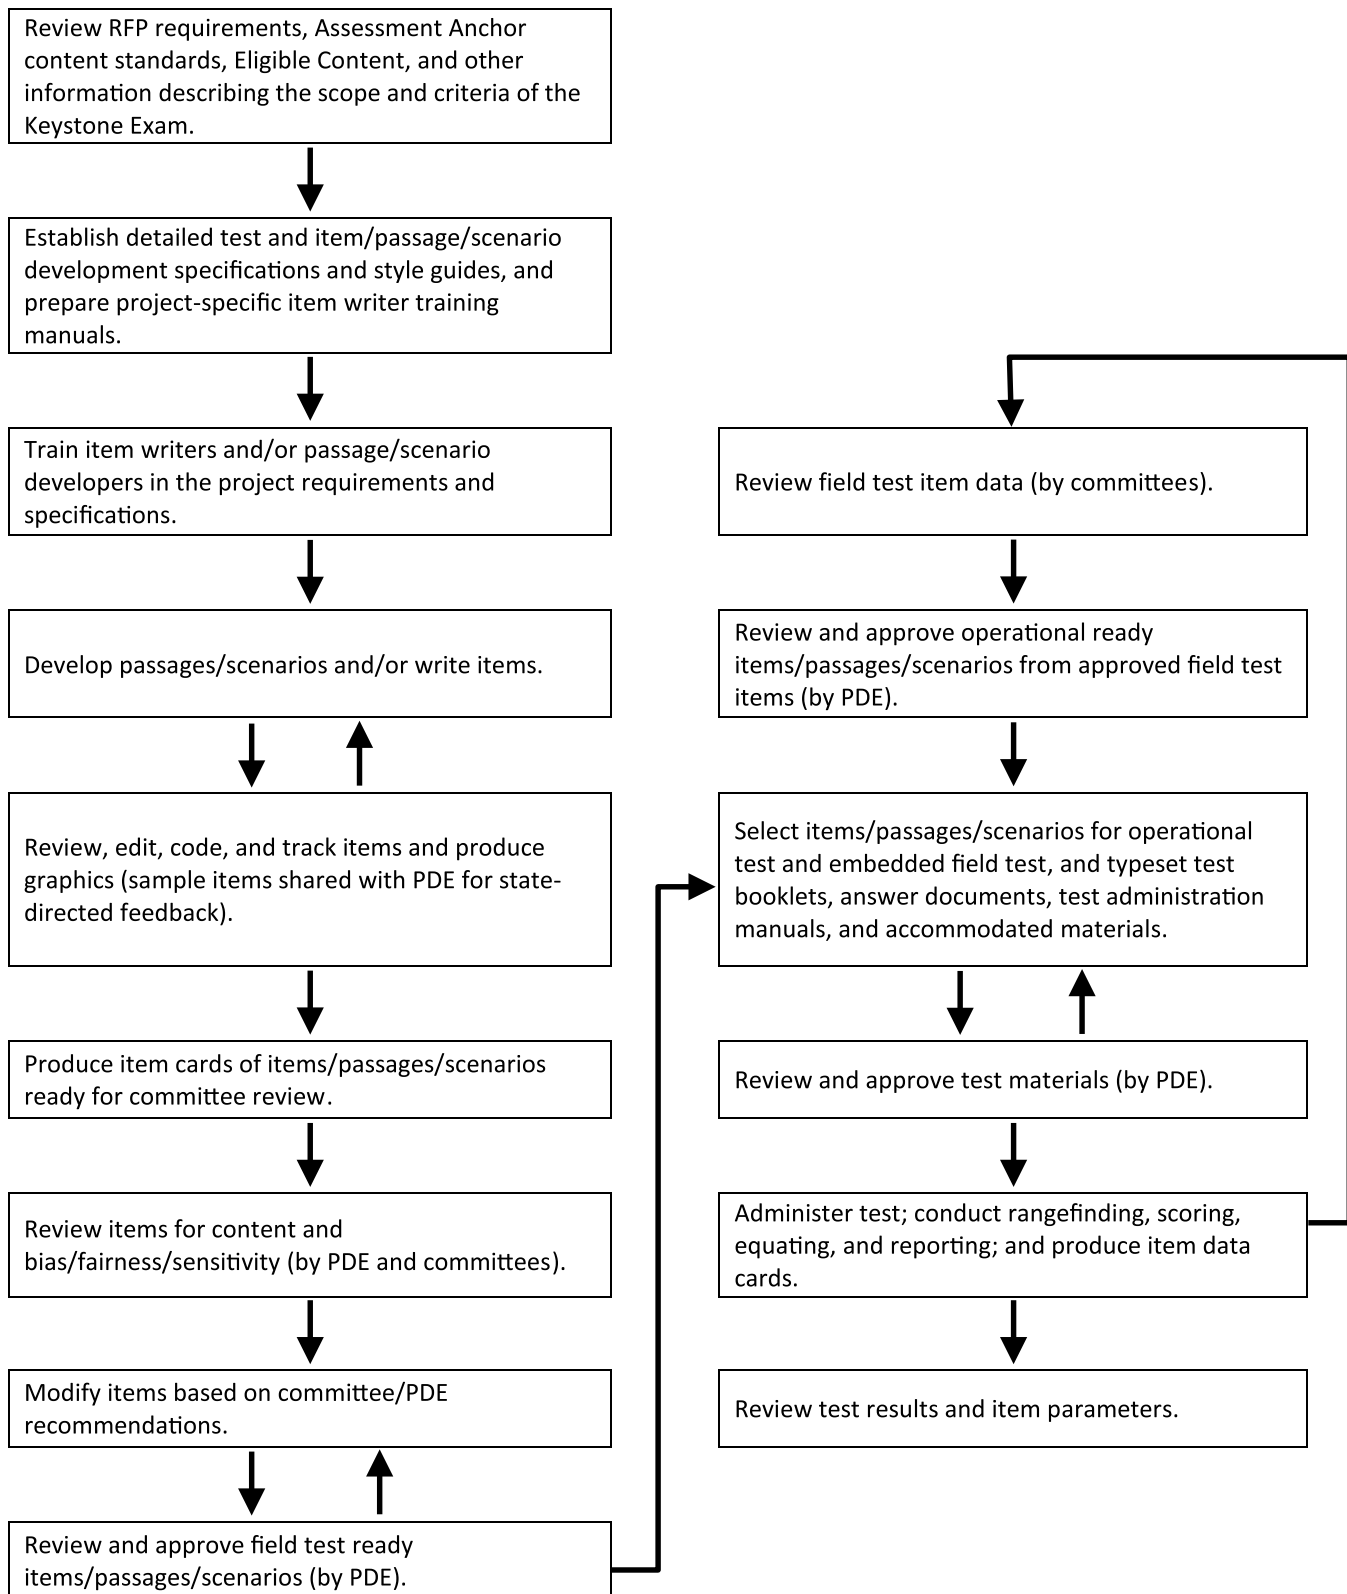 Review RFP requirements, Assessment Anchor
content standards, Eligible Content, and other
information describing the scope and criteria of the
Keystone Exam.
Establish detailed test and item/passage/scenario
development specifications and style guides, and
prepare project-specific item writer training
manuals.
Train item writers and/or passage/scenario
developers in the project requirements and
specifications.
Develop passages/scenarios and/or write items.
Review, edit, code, and track items and produce
graphics (sample items shared with PDE for state-
directed feedback).
Produce item cards of items/passages/scenarios
ready for committee review.
Review items for content and
bias/fairness/sensitivity (by PDE and committees).
Modify items based on committee/PDE
recommendations.
Review and approve field test ready
items/passages/scenarios (by PDE).
Review field test item data (by committees).
Review and approve operational ready
items/passages/scenarios from approved field test
items (by PDE).
Select items/passages/scenarios for operational
test and embedded field test, and typeset test
booklets, answer documents, test administration
manuals, and accommodated materials.
Review and approve test materials (by PDE).
Administer test; conduct rangefinding, scoring,
equating, and reporting; and produce item data
cards.
Review test results and item parameters.